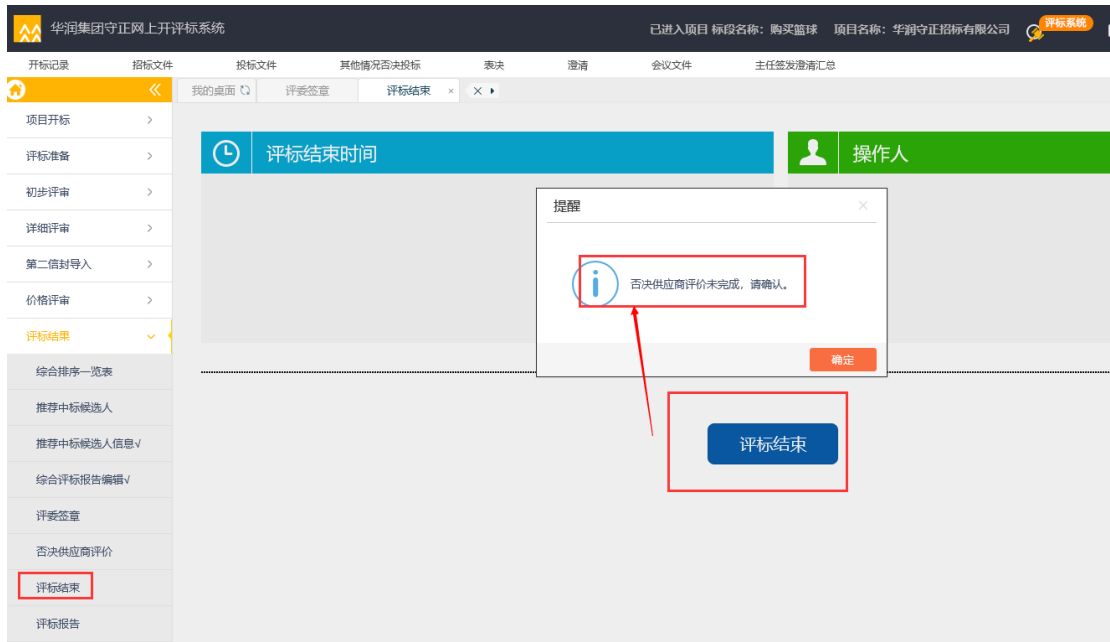 华润集团守正网上开评标系统
已进入项目 标段名称：购买篮球 项目名称：华润守正招标有限公司
评标系统
开标记录 招标文件 投标文件 其他情况否决投标 表决 澄清 会议文件 主任签发澄清汇总
我的桌面 评委签章 评标结束 ×
项目开标
评标准备
初步评审
详细评审
第二信封导入
价格评审
评标结果
综合排序一览表
推荐中标候选人
推荐中标候选人信息√
综合评标报告编辑√
评委签章
否决供应商评价
评标结束
评标报告
评标结束时间
操作人
提醒
否决供应商评价未完成，请确认。
确定
评标结束